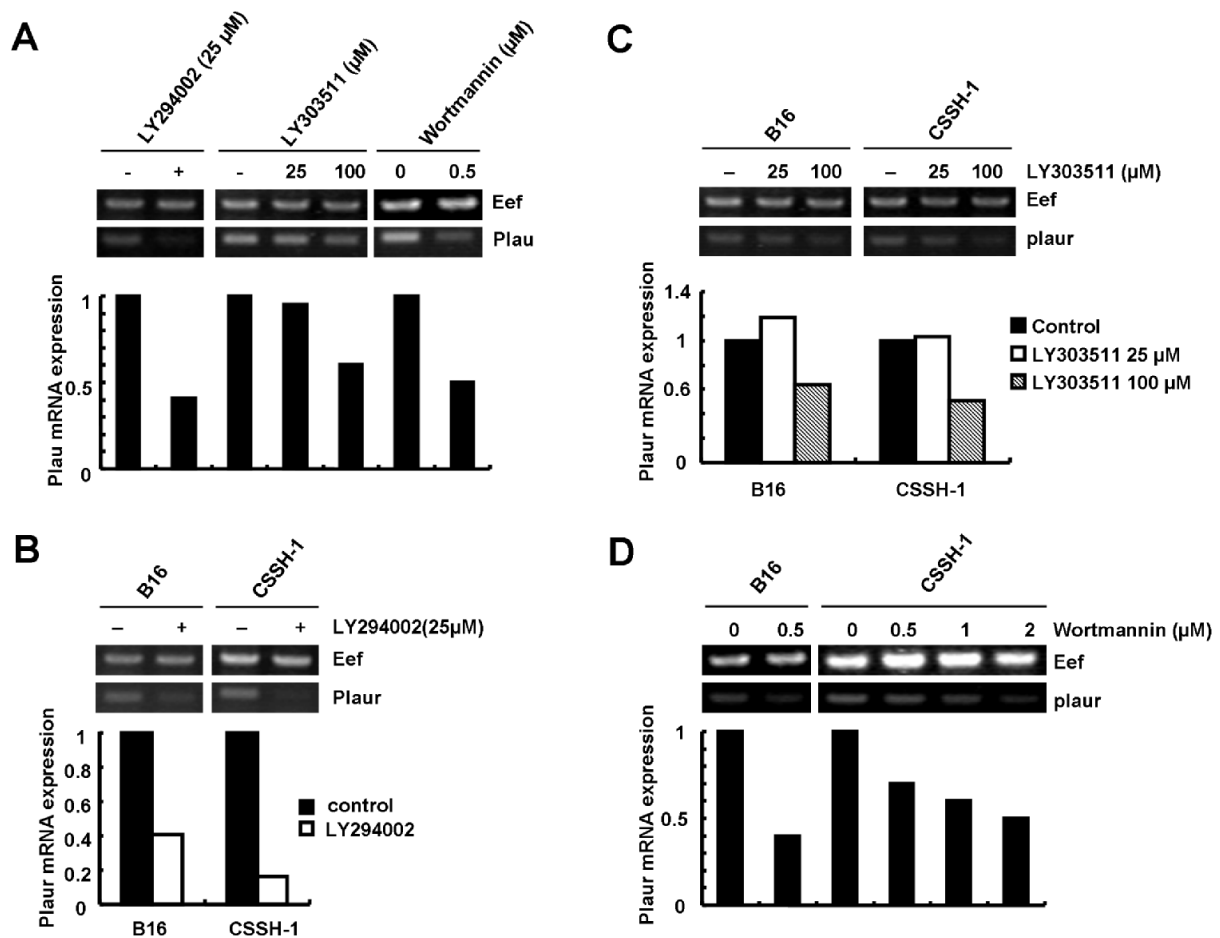 A
LY294002 (25 µM)
LY303511 (µM)
Wortmannin (µM)
- + - 25 100 0 0.5
Eef
Plau
Plau mRNA expression
1
0.5
0
B
B16
CSSH-1
– + – + LY294002(25µM)
Eef
Plaur
Plaur mRNA expression
1
0.8
0.6
0.4
0.2
0
control
LY294002
B16 CSSH-1
C
B16
CSSH-1
– 25 100 – 25 100 LY303511 (µM)
Eef
plaur
Plaur mRNA expression
1.4
1
0.6
0
Control
LY303511 25 µM
LY303511 100 µM
B16 CSSH-1
D
B16
CSSH-1
0 0.5 0 0.5 1 2 Wortmannin (µM)
Eef
plaur
Plaur mRNA expression
1
0.5
0